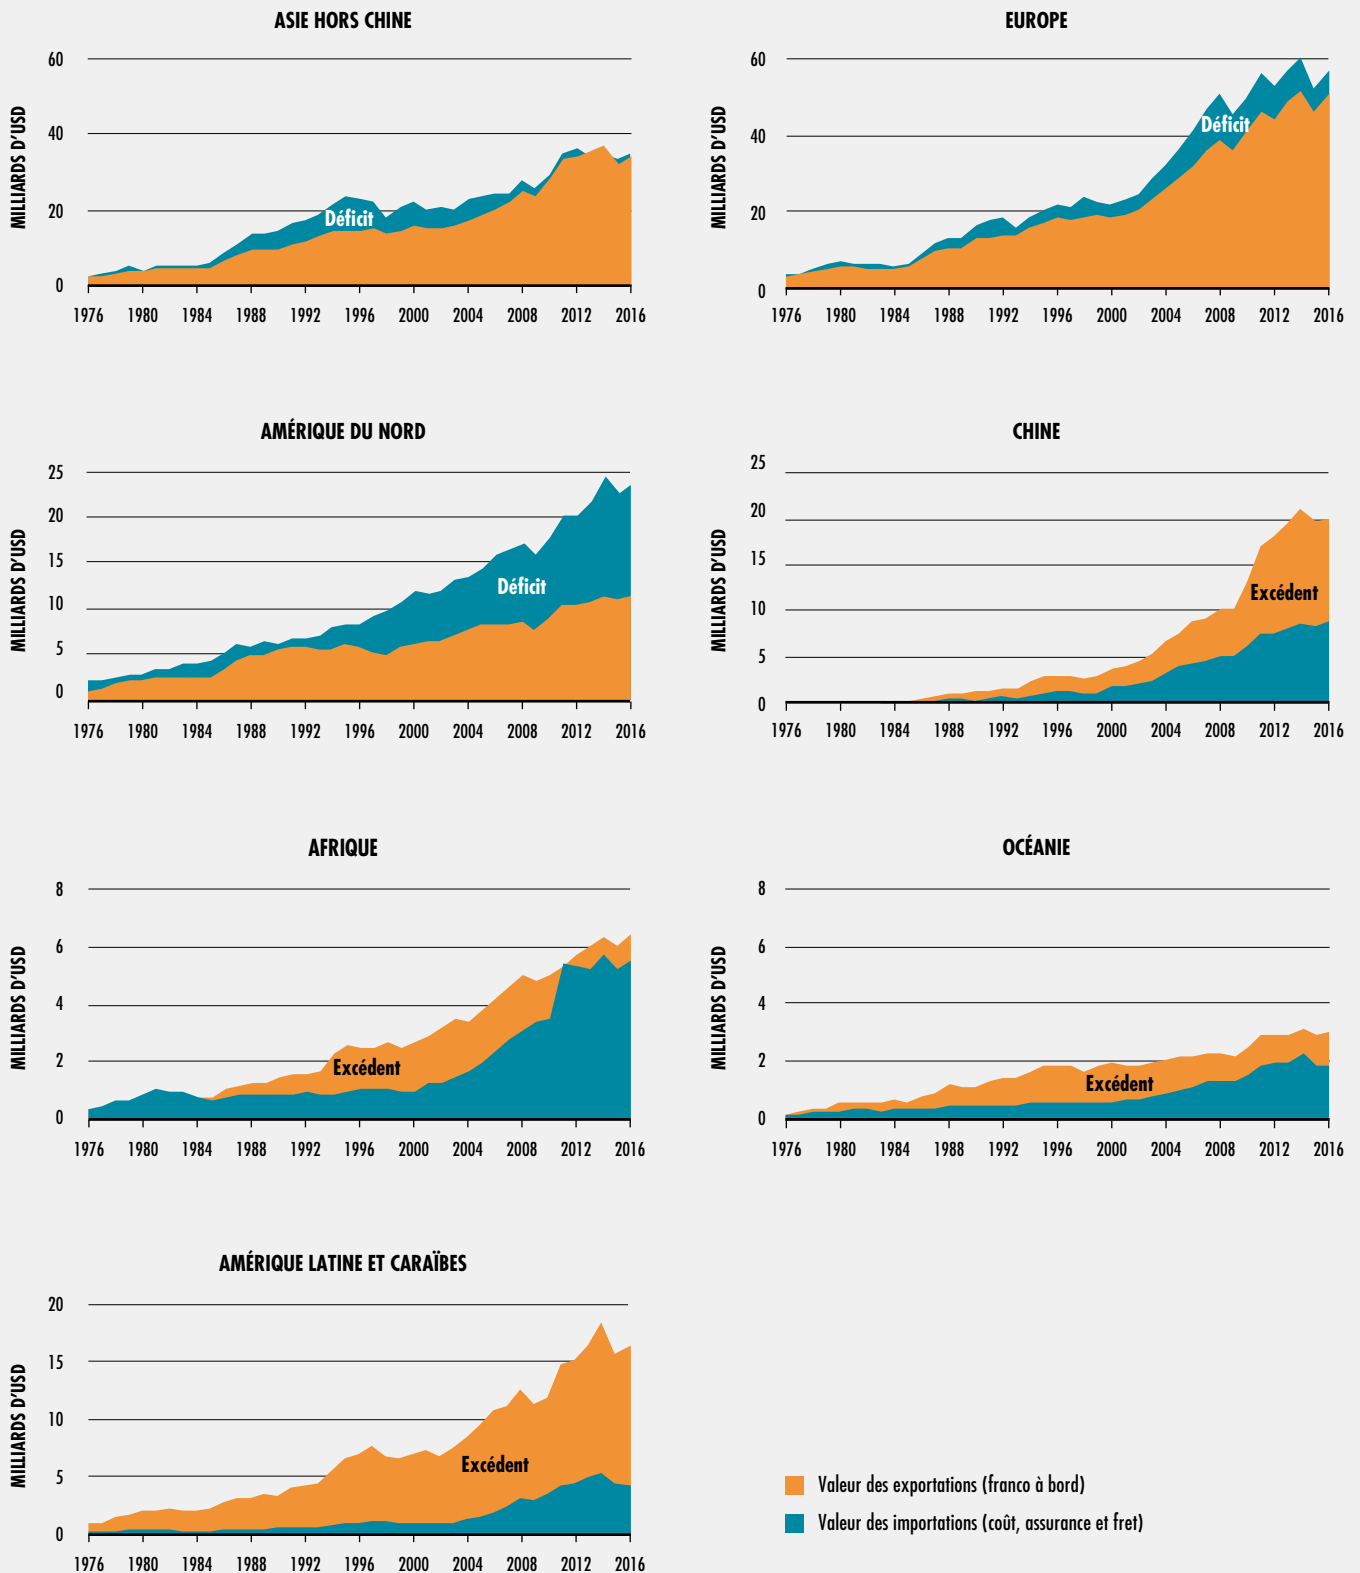 ASIE HORS CHINE
MILLIARDS D'USD
60
40
20
0
Déficit
1976 1980 1984 1988 1992 1996 2000 2004 2008 2012 2016
EUROPE
MILLIARDS D'USD
60
40
20
0
Déficit
1976 1980 1984 1988 1992 1996 2000 2004 2008 2012 2016
AMÉRIQUE DU NORD
MILLIARDS D'USD
25
20
15
10
5
0
Déficit
1976 1980 1984 1988 1992 1996 2000 2004 2008 2012 2016
CHINE
MILLIARDS D'USD
25
20
15
10
5
0
Excédent
1976 1980 1984 1988 1992 1996 2000 2004 2008 2012 2016
AFRIQUE
MILLIARDS D'USD
8
6
4
2
0
Excédent
1976 1980 1984 1988 1992 1996 2000 2004 2008 2012 2016
OCÉANIE
MILLIARDS D'USD
8
6
4
2
0
Excédent
1976 1980 1984 1988 1992 1996 2000 2004 2008 2012 2016
AMÉRIQUE LATINE ET CARAÏBES
MILLIARDS D'USD
20
15
10
5
0
Excédent
1976 1980 1984 1988 1992 1996 2000 2004 2008 2012 2016
Valeur des exportations (franco à bord)
Valeur des importations (coût, assurance et fret)